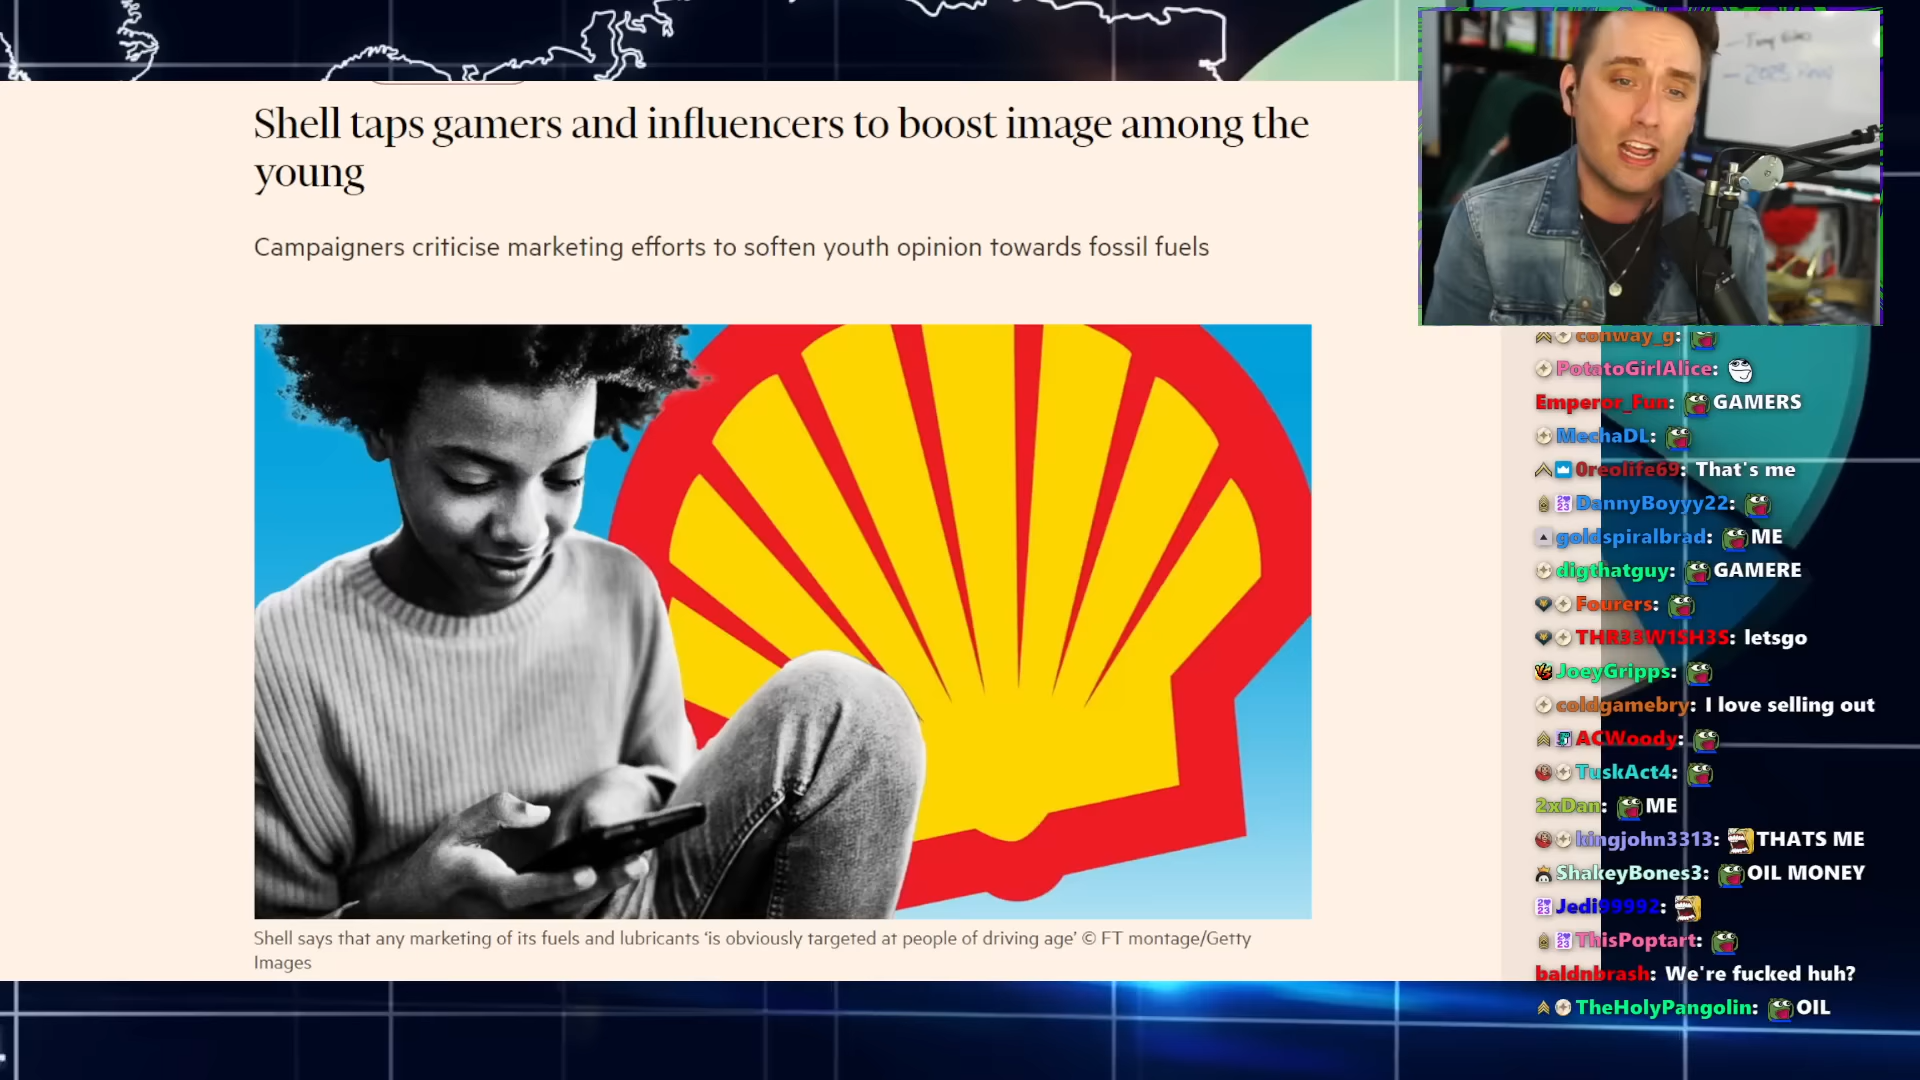 Shell taps gamers and influencers to boost image among the
young
Campaigners criticise marketing efforts to soften youth opinion towards fossil fuels
Shell says that any marketing of its fuels and lubricants ‘is obviously targeted at people of driving age’ © FT montage/Getty
Images
conway_g:
PotatoGirlAlice:
Emperor_Fun: GAMERS
MechaDL:
0reolife69: That's me
DannyBoyyy22:
goldspiralbrad: ME
digthatguy: GAMERE
Fourers:
THR33W1SH3S: letsgo
JoeyGripps:
coldgamebry: I love selling out
ACWoody:
TuskAct4:
2xDan: ME
kingjohn3313: THATS ME
ShakeyBones3: OIL MONEY
Jedi99992:
ThisPoptart:
baldnbrash: We're fucked huh?
TheHolyPangolin: OIL